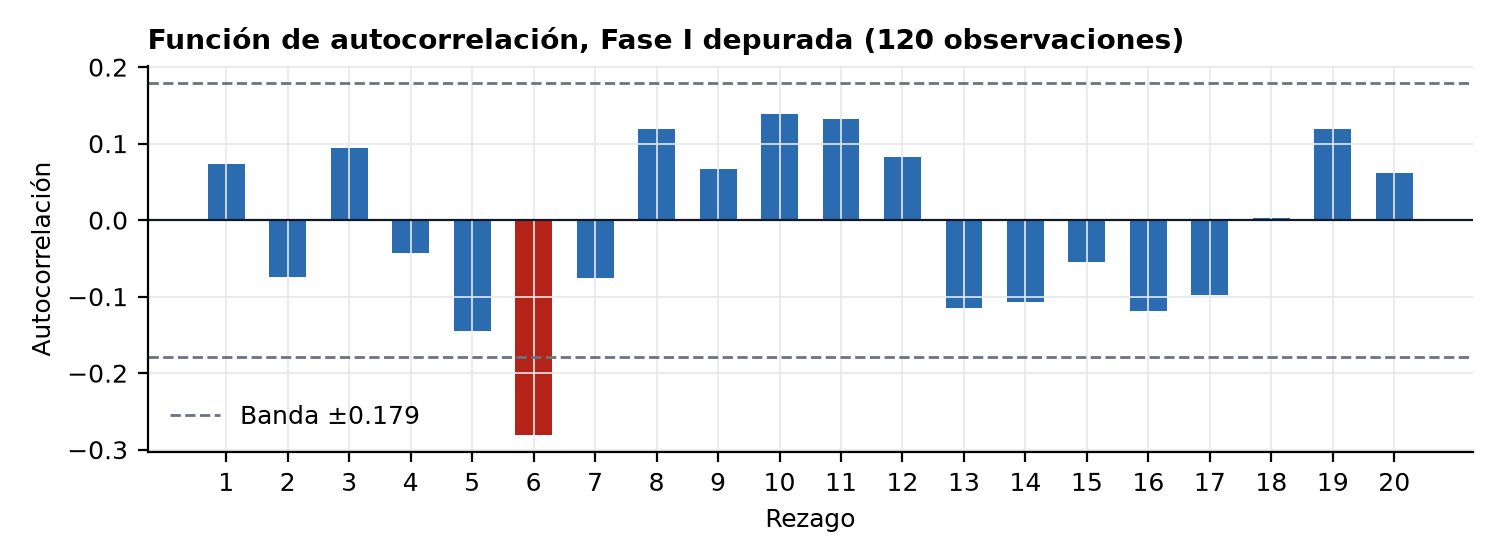 Función de autocorrelación, Fase I depurada (120 observaciones)
Autocorrelación
0.2
0.1
0.0
−0.1
−0.2
−0.3
Banda ±0.179
1 2 3 4 5 6 7 8 9 10 11 12 13 14 15 16 17 18 19 20
Rezago